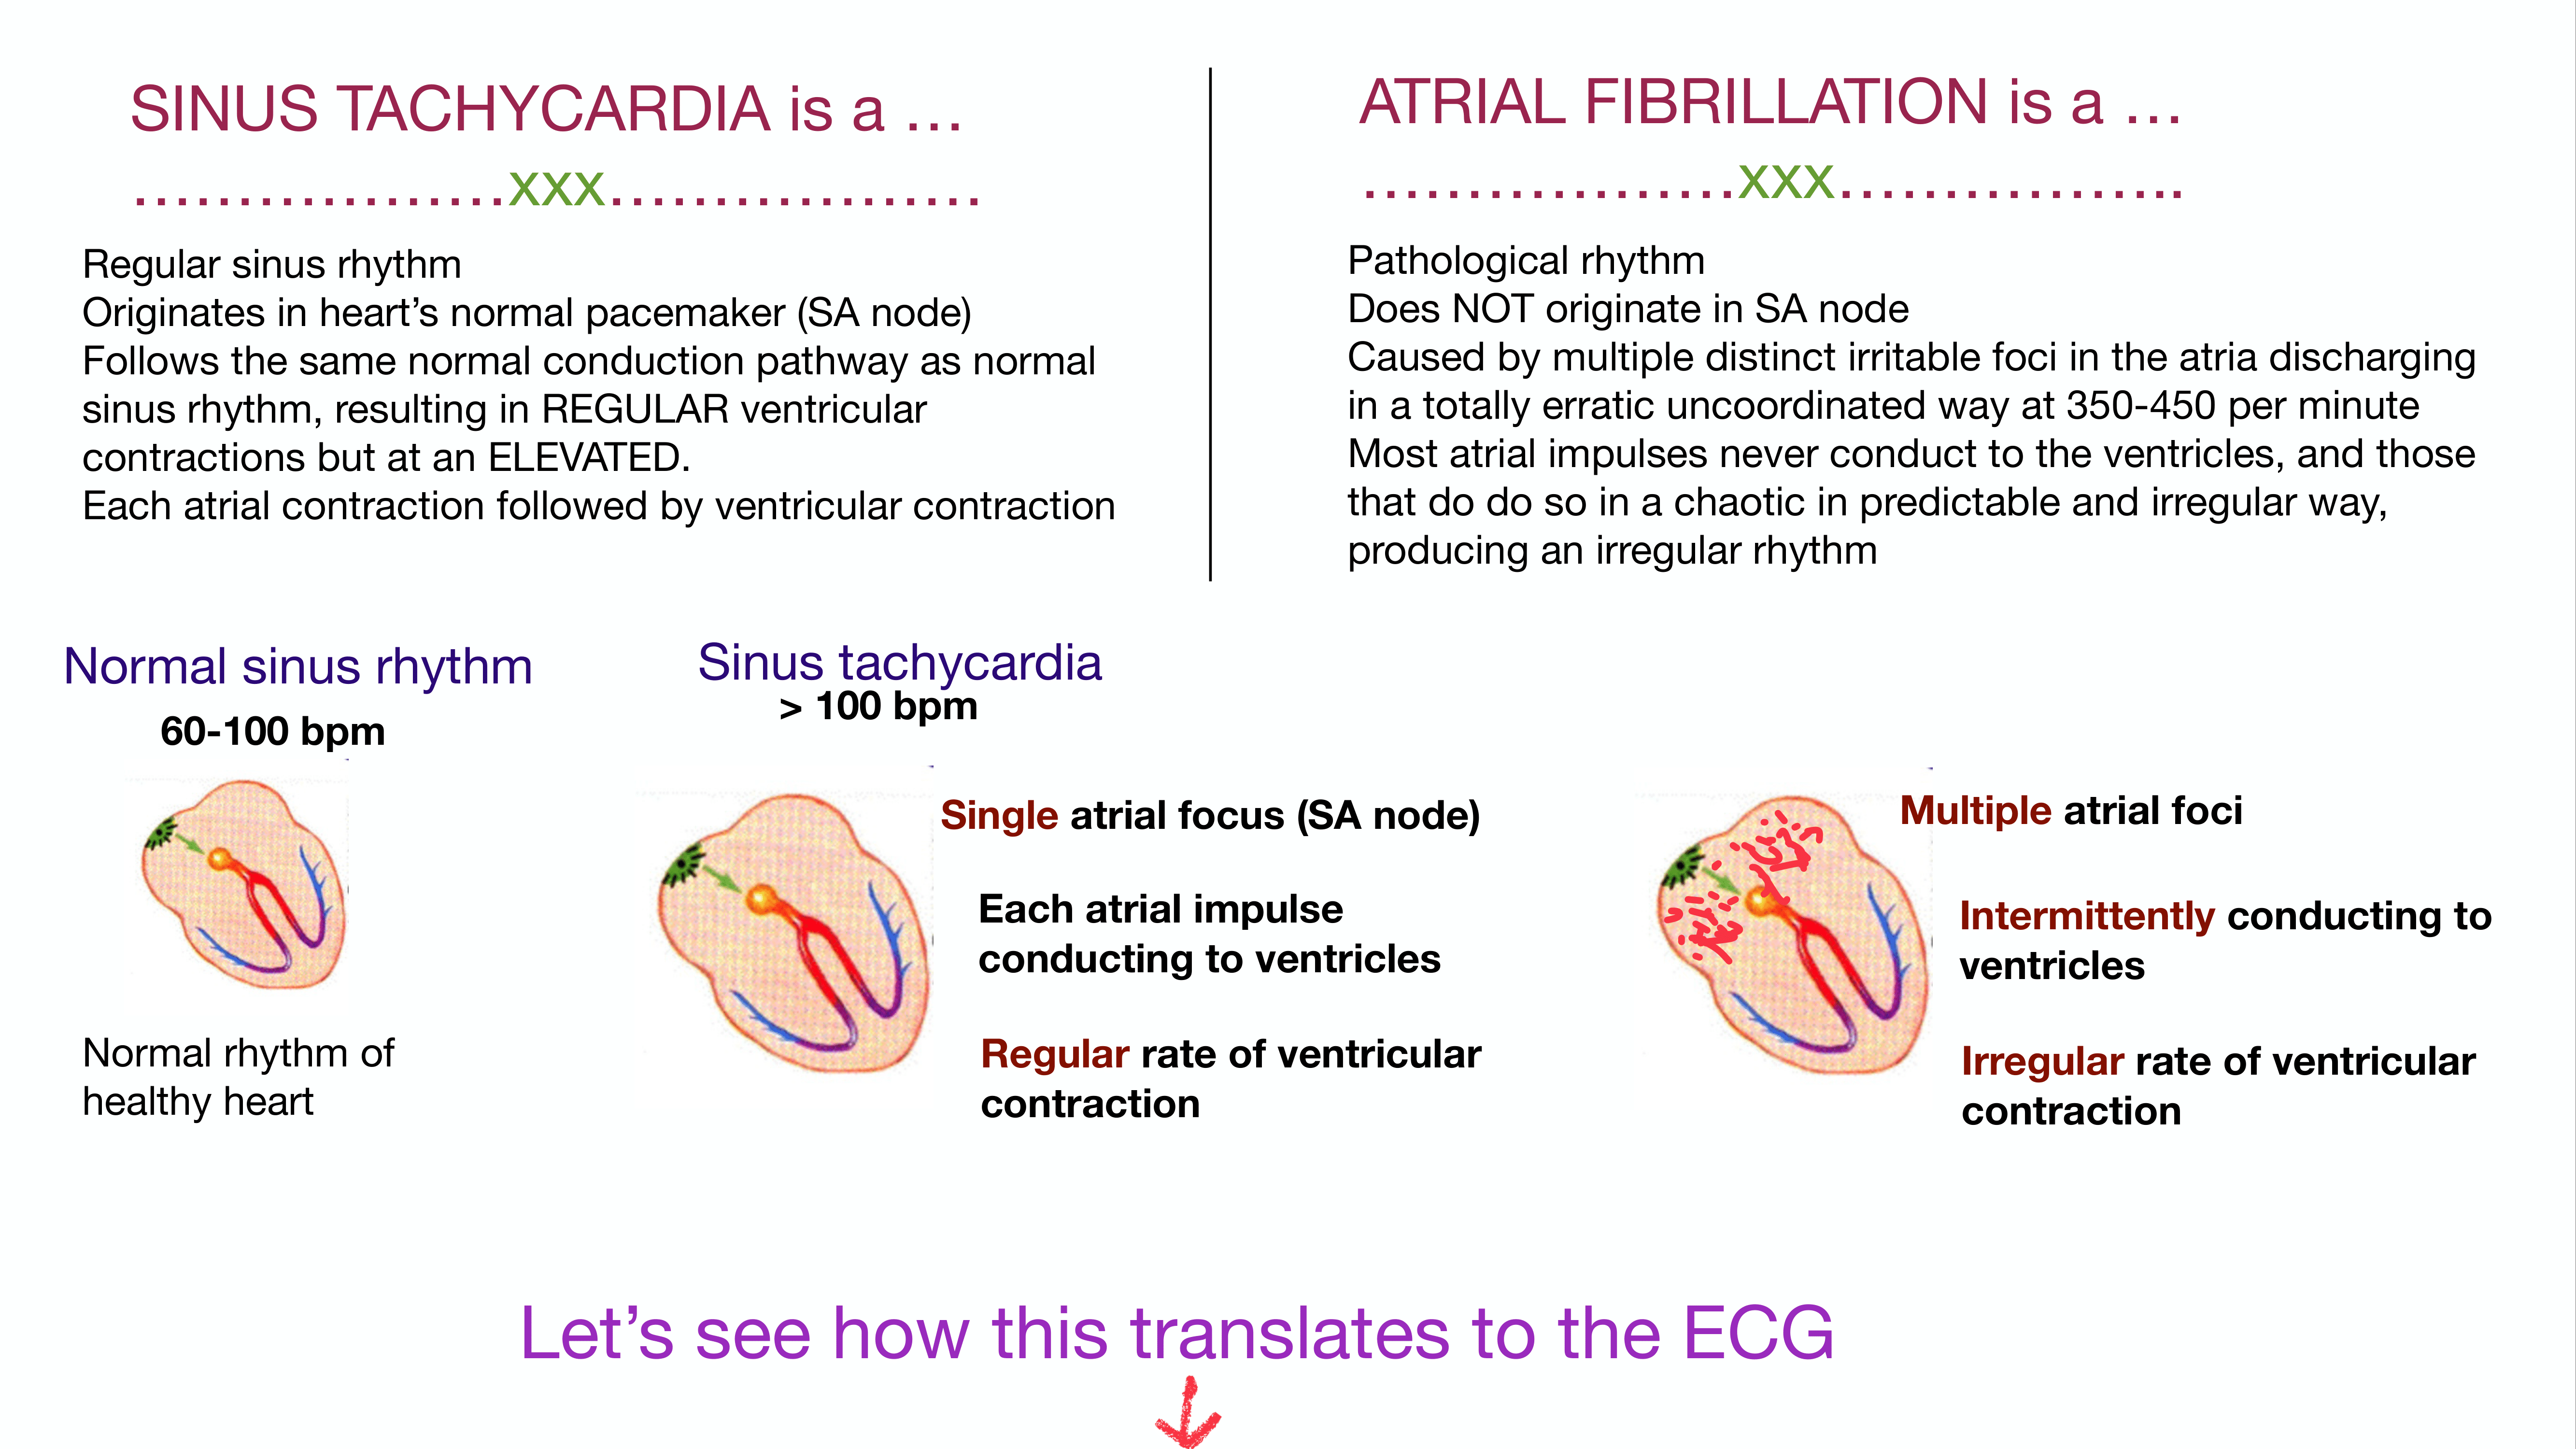 SINUS TACHYCARDIA is a …
………………xxx………………
Regular sinus rhythm
Originates in heart’s normal pacemaker (SA node)
Follows the same normal conduction pathway as normal
sinus rhythm, resulting in REGULAR ventricular
contractions but at an ELEVATED.
Each atrial contraction followed by ventricular contraction
ATRIAL FIBRILLATION is a …
………………xxx……………..
Pathological rhythm
Does NOT originate in SA node
Caused by multiple distinct irritable foci in the atria discharging
in a totally erratic uncoordinated way at 350-450 per minute
Most atrial impulses never conduct to the ventricles, and those
that do do so in a chaotic in predictable and irregular way,
producing an irregular rhythm
Normal sinus rhythm
60-100 bpm
Normal rhythm of
healthy heart
Sinus tachycardia
> 100 bpm
Single atrial focus (SA node)
Each atrial impulse
conducting to ventricles
Regular rate of ventricular
contraction
Multiple atrial foci
Intermittently conducting to
ventricles
Irregular rate of ventricular
contraction
Let’s see how this translates to the ECG